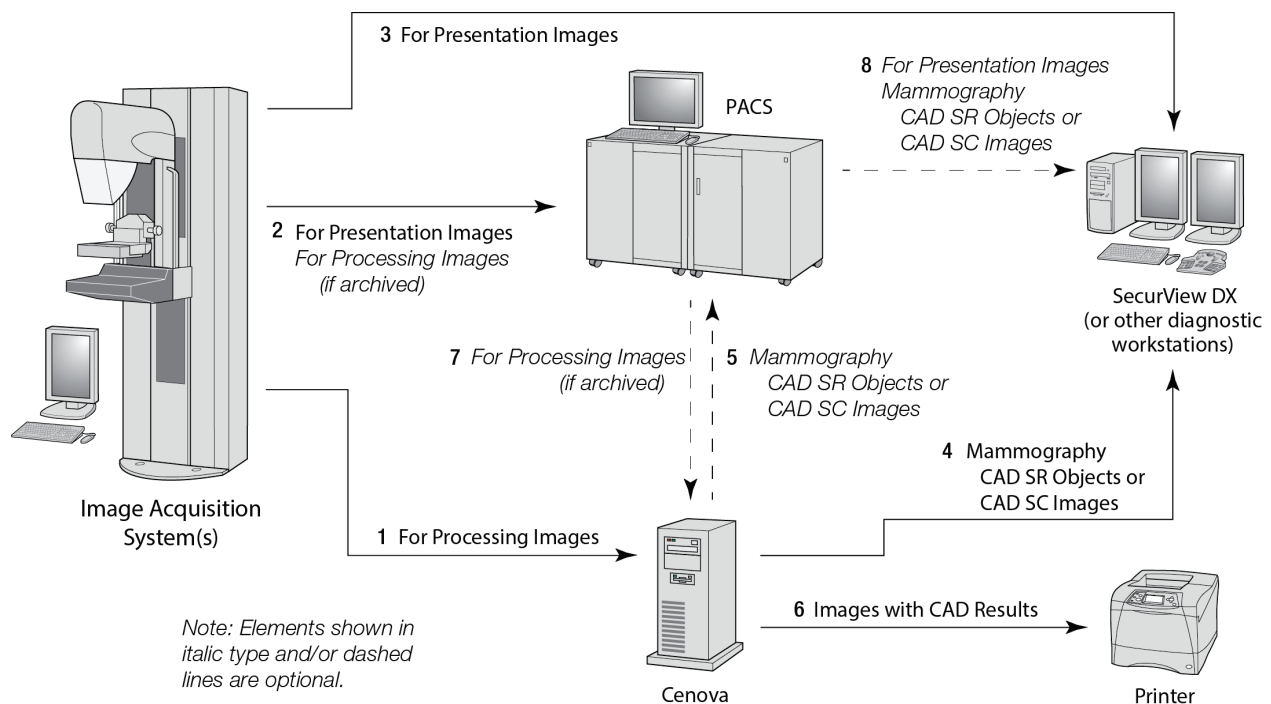 3 For Presentation Images
8 For Presentation Images
Mammography
CAD SR Objects or
CAD SC Images
PACS
2 For Presentation Images
For Processing Images
(if archived)
SecurView DX
(or other diagnostic
workstations)
7 For Processing Images
(if archived)
5 Mammography
CAD SR Objects or
CAD SC Images
4 Mammography
CAD SR Objects or
CAD SC Images
Image Acquisition
System(s)
1 For Processing Images
6 Images with CAD Results
Note: Elements shown in
italic type and/or dashed
lines are optional.
Cenova
Printer